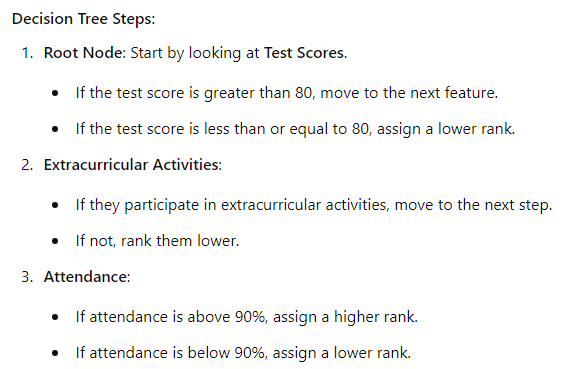 Decision Tree Steps:
1. Root Node: Start by looking at Test Scores.
• If the test score is greater than 80, move to the next feature.
• If the test score is less than or equal to 80, assign a lower rank.
2. Extracurricular Activities:
• If they participate in extracurricular activities, move to the next step.
• If not, rank them lower.
3. Attendance:
• If attendance is above 90%, assign a higher rank.
• If attendance is below 90%, assign a lower rank.